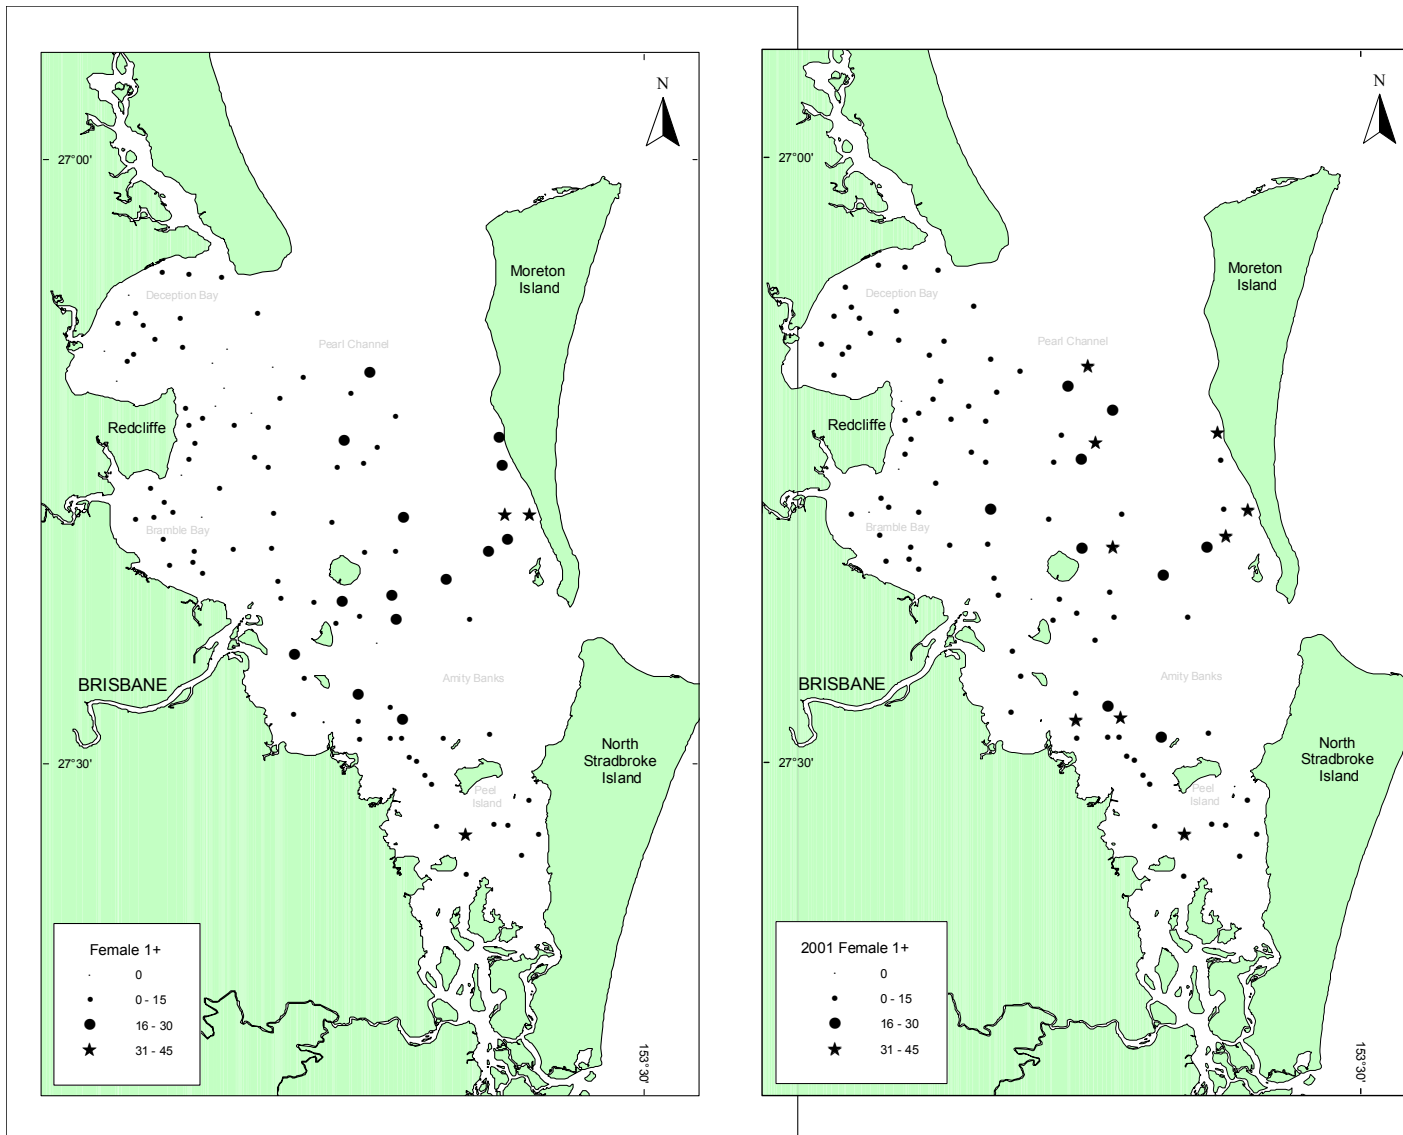 N
27°00'
Deception Bay
Moreton
Island
Pearl Channel
Redcliffe
Bramble Bay
BRISBANE
Amity Banks
North
Stradbroke
Island
27°30'
Peel
Island
Female 1+
0
0 - 15
16 - 30
31 - 45
153°30'
N
27°00'
Deception Bay
Moreton
Island
Pearl Channel
Redcliffe
Bramble Bay
BRISBANE
Amity Banks
North
Stradbroke
Island
27°30'
Peel
Island
2001 Female 1+
0
0 - 15
16 - 30
31 - 45
153°30'